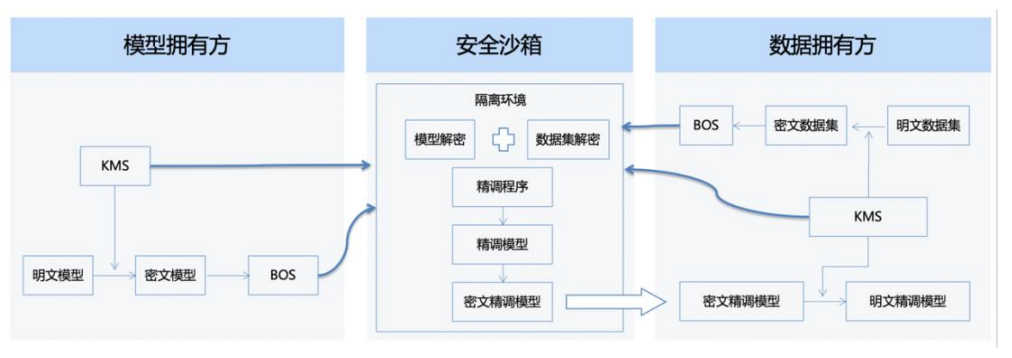 模型拥有方
KMS
明文模型
密文模型
BOS
安全沙箱
隔离环境
模型解密
数据集解密
精调程序
精调模型
密文精调模型
数据拥有方
BOS
密文数据集
明文数据集
KMS
密文精调模型
明文精调模型